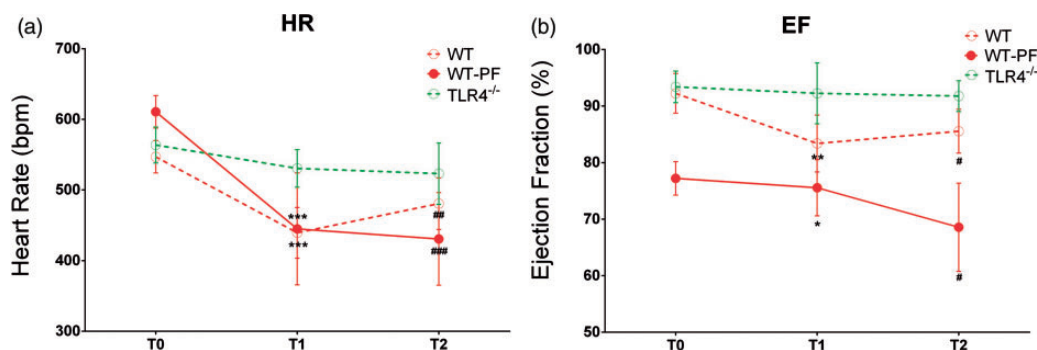 (a)
HR
WT
WT-PF
TLR4⁻/⁻
Heart Rate (bpm)
700
600
500
400
300
***
***
##
###
T0
T1
T2
(b)
EF
WT
WT-PF
TLR4⁻/⁻
Ejection Fraction (%)
100
90
80
70
60
50
**
*
#
#
T0
T1
T2